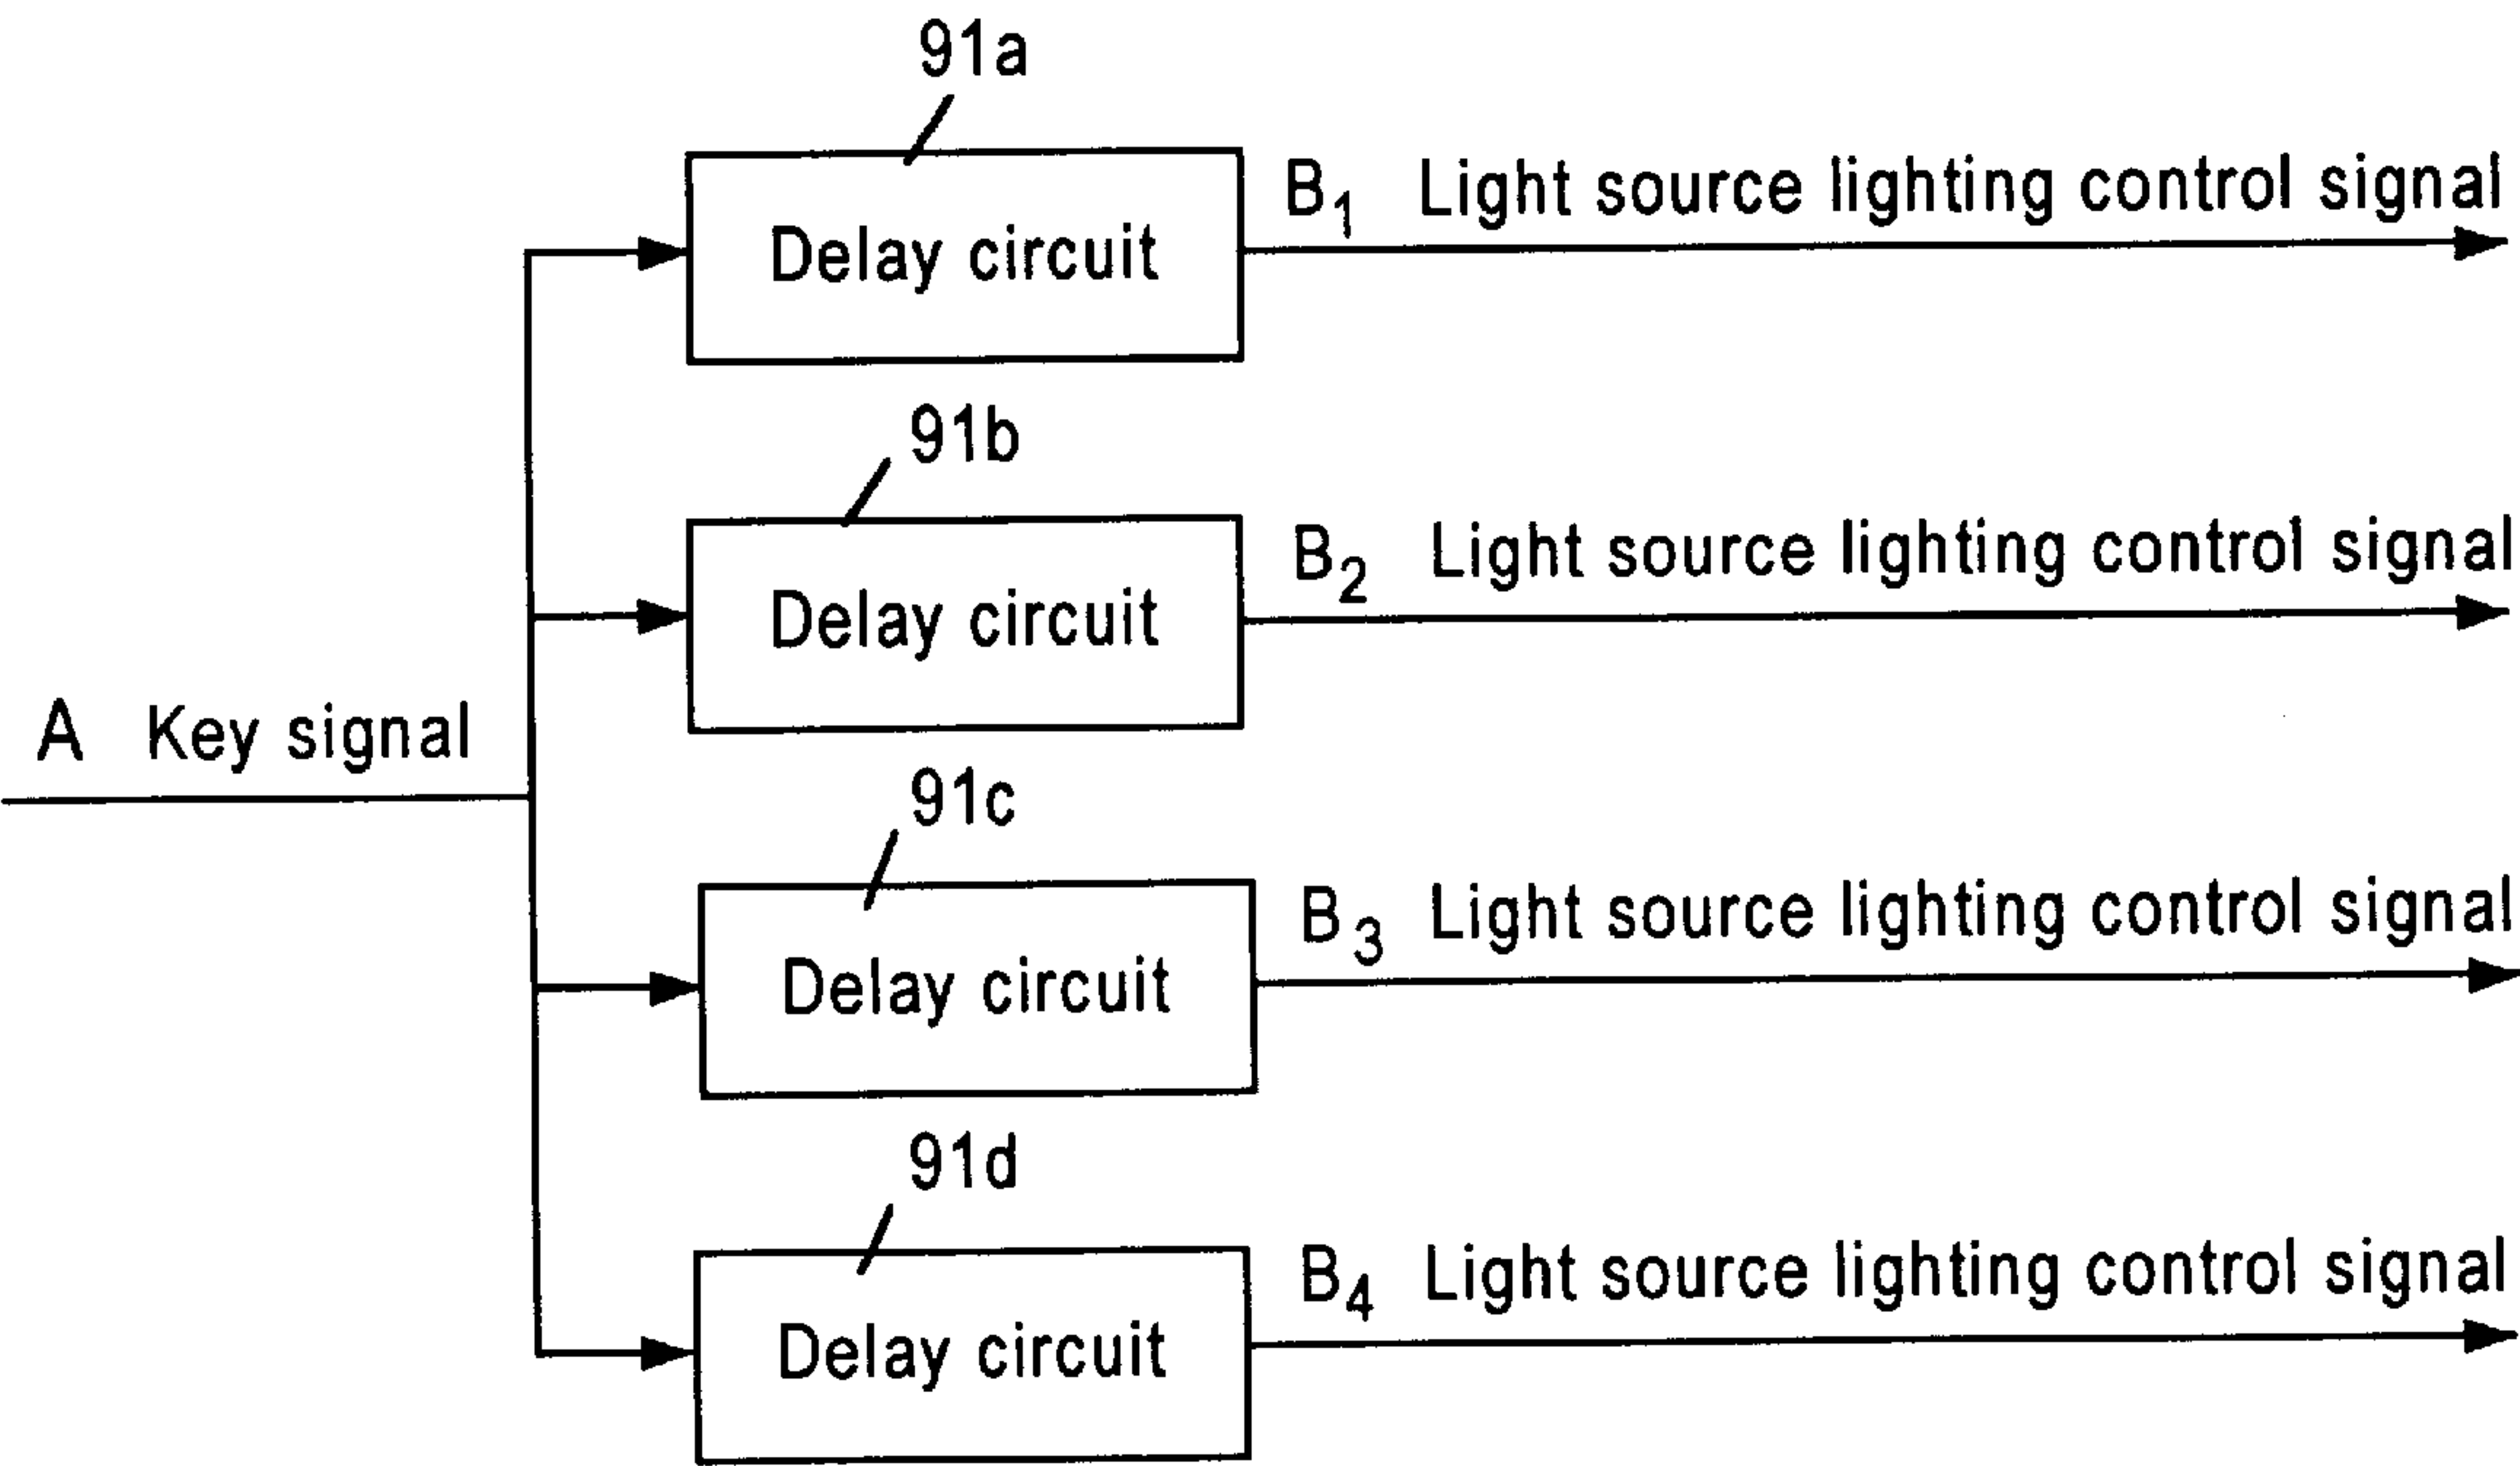 91a
B1 Light source lighting control signal
Delay circuit
91b
B2 Light source lighting control signal
Delay circuit
A Key signal
91c
B3 Light source lighting control signal
Delay circuit
91d
B4 Light source lighting control signal
Delay circuit